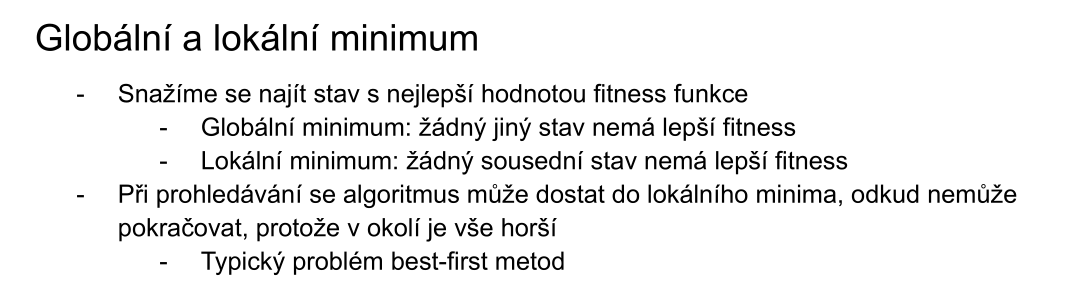 Globální a lokální minimum
- Snažíme se najít stav s nejlepší hodnotou fitness funkce
- Globální minimum: žádný jiný stav nemá lepší fitness
- Lokální minimum: žádný sousední stav nemá lepší fitness
- Při prohledávání se algoritmus může dostat do lokálního minima, odkud nemůže
pokračovat, protože v okolí je vše horší
- Typický problém best-first metod